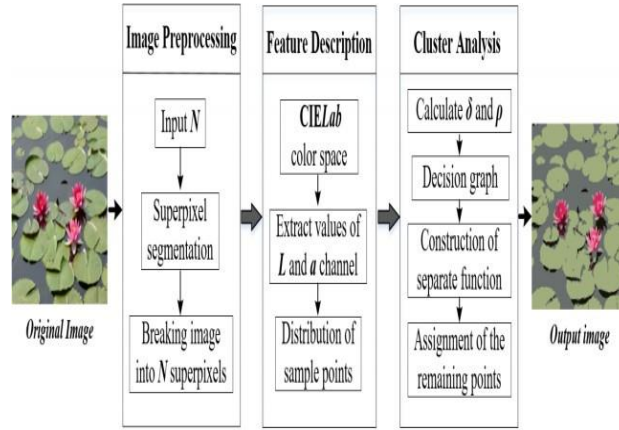 Image Preprocessing
Input N
Superpixel
segmentation
Breaking image
into N superpixels
Feature Description
CIELab
color space
Extract values of
L and a channel
Distribution of
sample points
Cluster Analysis
Calculate δ and ρ
Decision graph
Construction of
separate function
Assignment of the
remaining points
Original Image
Output image